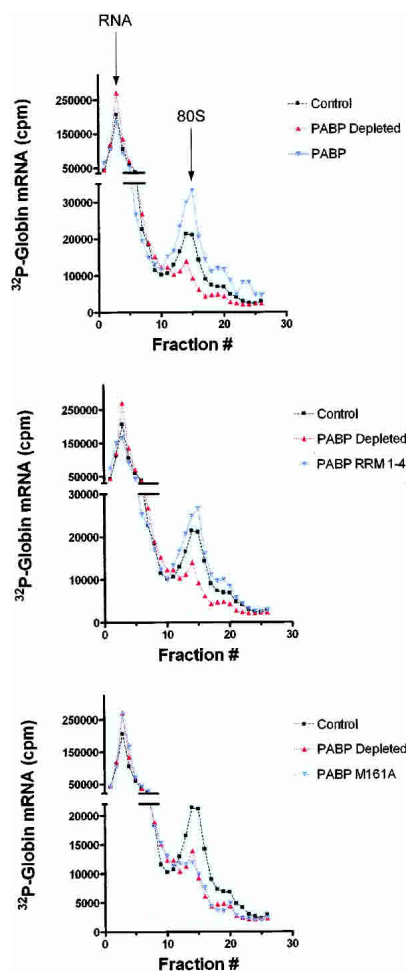 RNA
80S
250000
150000
50000
30000
20000
10000
0
0
10
20
30
³²P-Globin mRNA (cpm)
Fraction #
Control
PABP Depleted
PABP
250000
150000
50000
30000
20000
10000
0
0
10
20
30
³²P-Globin mRNA (cpm)
Fraction #
Control
PABP Depleted
PABP RRM 1-4
250000
150000
50000
20000
15000
10000
5000
0
0
10
20
30
³²P-Globin mRNA (cpm)
Fraction #
Control
PABP Depleted
PABP M161A